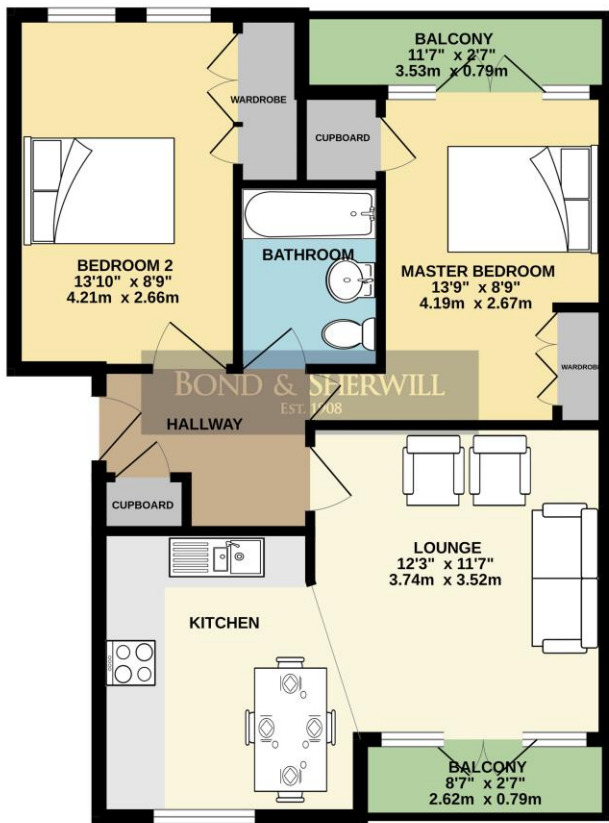 BALCONY
11'7" x 2'7"
3.53m x 0.79m
WARDROBE
CUPBOARD
BATHROOM
BEDROOM 2
13'10" x 8'9"
4.21m x 2.66m
MASTER BEDROOM
13'9" x 8'9"
4.19m x 2.67m
WARDROBE
BOND & SHERWILL
EST. 1908
HALLWAY
CUPBOARD
LOUNGE
12'3" x 11'7"
3.74m x 3.52m
KITCHEN
BALCONY
8'7" x 2'7"
2.62m x 0.79m